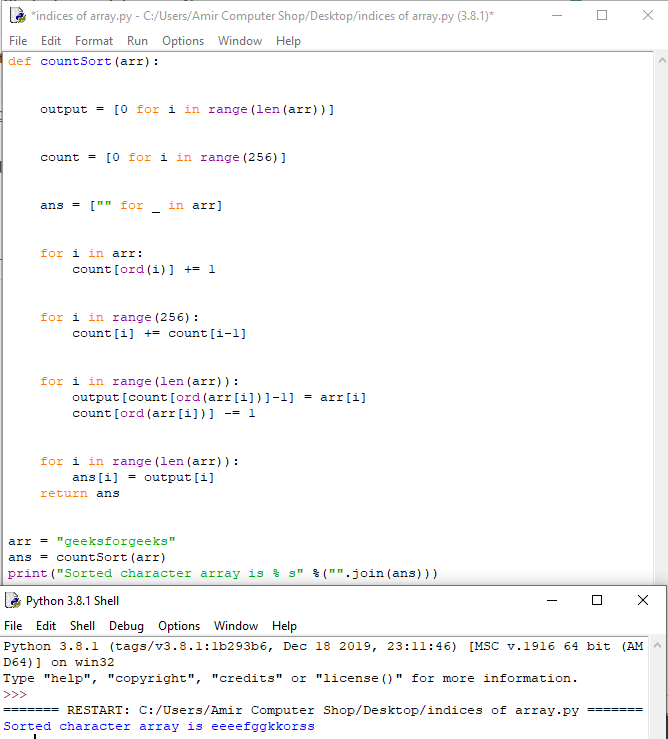 *indices of array.py - C:/Users/Amir Computer Shop/Desktop/indices of array.py (3.8.1)*
File Edit Format Run Options Window Help
def countSort(arr):
    output = [0 for i in range(len(arr))]
    count = [0 for i in range(256)]
    ans = ["" for _ in arr]
    for i in arr:
        count[ord(i)] += 1
    for i in range(256):
        count[i] += count[i-1]
    for i in range(len(arr)):
        output[count[ord(arr[i])]-1] = arr[i]
        count[ord(arr[i])] -= 1
    for i in range(len(arr)):
        ans[i] = output[i]
    return ans
arr = "geeksforgeeks"
ans = countSort(arr)
print("Sorted character array is % s" %("".join(ans)))
Python 3.8.1 Shell
File Edit Shell Debug Options Window Help
Python 3.8.1 (tags/v3.8.1:1b293b6, Dec 18 2019, 23:11:46) [MSC v.1916 64 bit (AM
D64)] on win32
Type "help", "copyright", "credits" or "license()" for more information.
>>>
======= RESTART: C:/Users/Amir Computer Shop/Desktop/indices of array.py =======
Sorted character array is eeeefggkkorsss